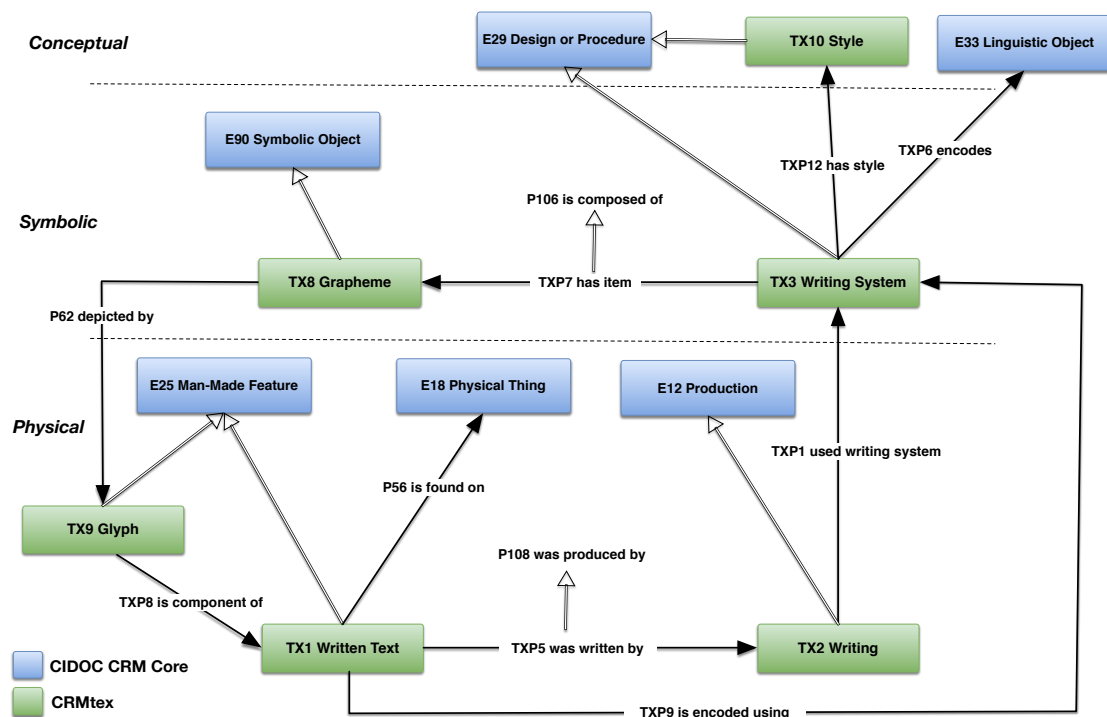 Conceptual
E29 Design or Procedure
TX10 Style
E33 Linguistic Object
E90 Symbolic Object
TXP12 has style
TXP6 encodes
P106 is composed of
Symbolic
TX8 Grapheme
TXP7 has item
TX3 Writing System
P62 depicted by
E25 Man-Made Feature
E18 Physical Thing
E12 Production
Physical
TXP1 used writing system
P56 is found on
TX9 Glyph
P108 was produced by
TXP8 is component of
TX1 Written Text
TXP5 was written by
TX2 Writing
CIDOC CRM Core
CRMtex
TXP9 is encoded using